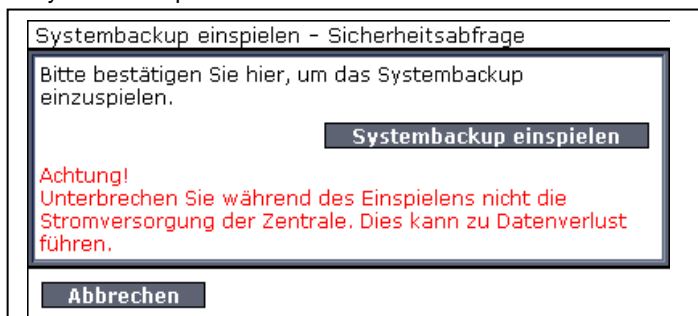 Systembackup einspielen – Sicherheitsabfrage
Bitte bestätigen Sie hier, um das Systembackup
einzuspielen.
Systembackup einspielen
Achtung!
Unterbrechen Sie während des Einspielens nicht die
Stromversorgung der Zentrale. Dies kann zu Datenverlust
führen.
Abbrechen